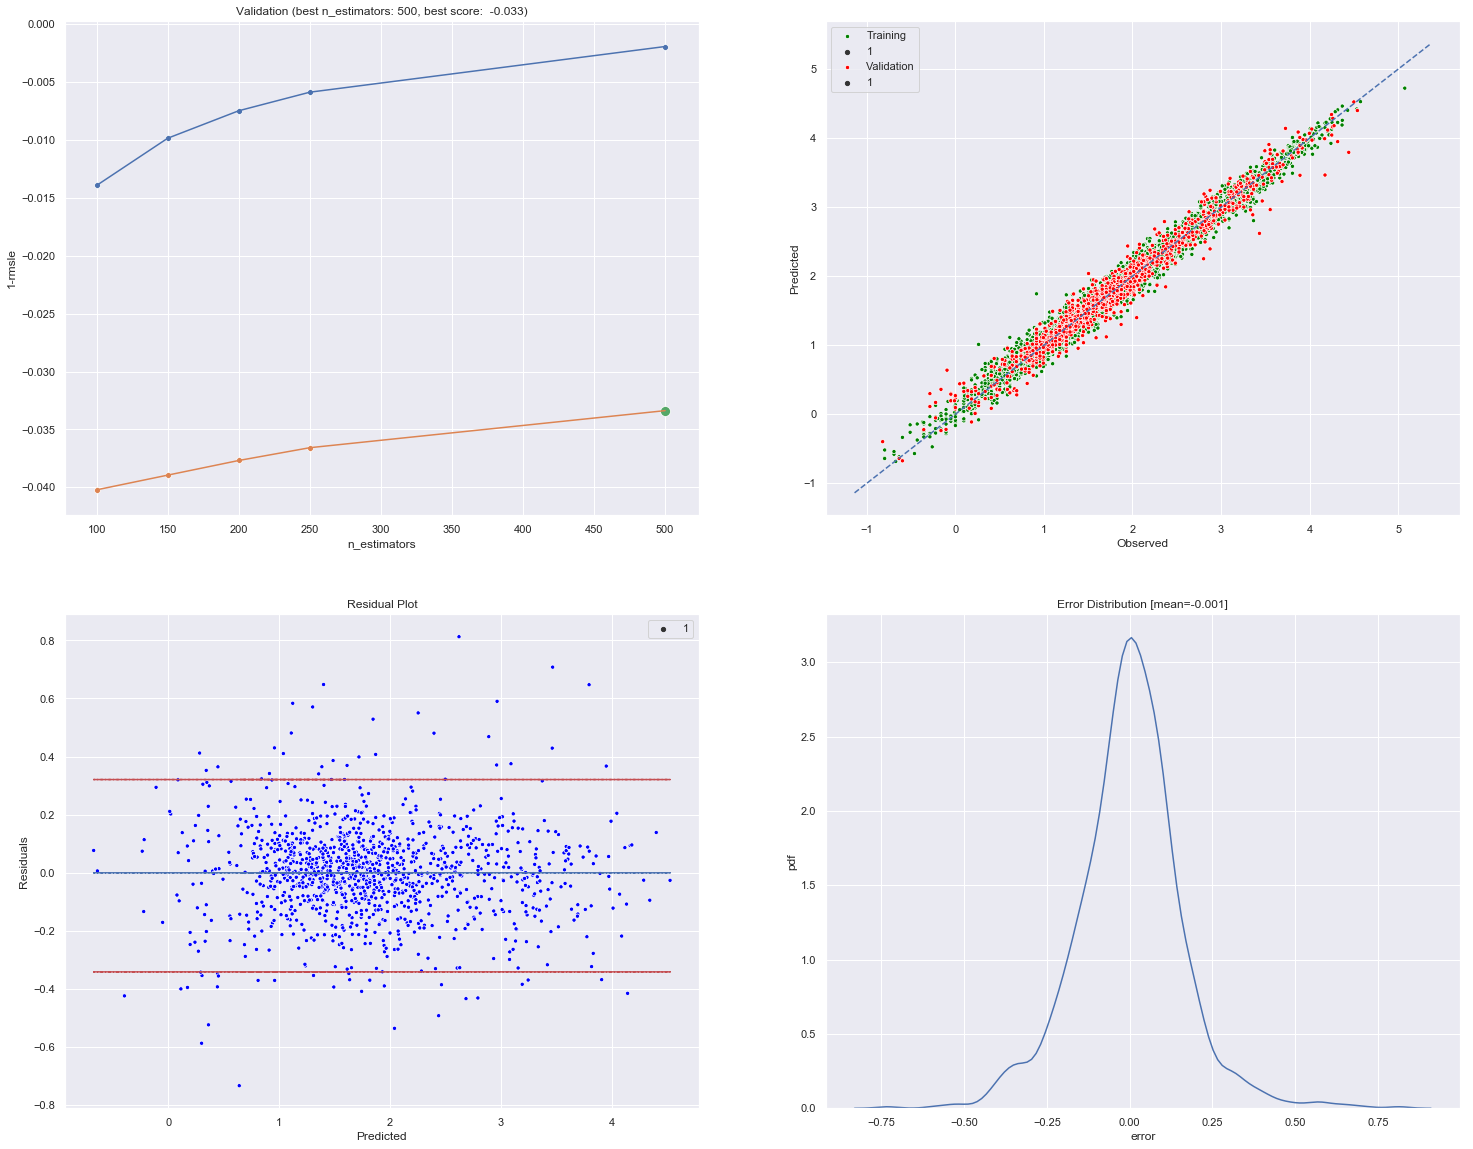 Validation (best n_estimators: 500, best score:  -0.033)
0.000
−0.005
−0.010
−0.015
−0.020
−0.025
−0.030
−0.035
−0.040
1-rmsle
100 150 200 250 300 350 400 450 500
n_estimators
Training
1
Validation
1
5
4
3
2
1
0
−1
Predicted
−1 0 1 2 3 4 5
Observed
Residual Plot
1
0.8
0.6
0.4
0.2
0.0
−0.2
−0.4
−0.6
−0.8
Residuals
0 1 2 3 4
Predicted
Error Distribution [mean=-0.001]
3.0
2.5
2.0
1.5
1.0
0.5
0.0
pdf
−0.75 −0.50 −0.25 0.00 0.25 0.50 0.75
error